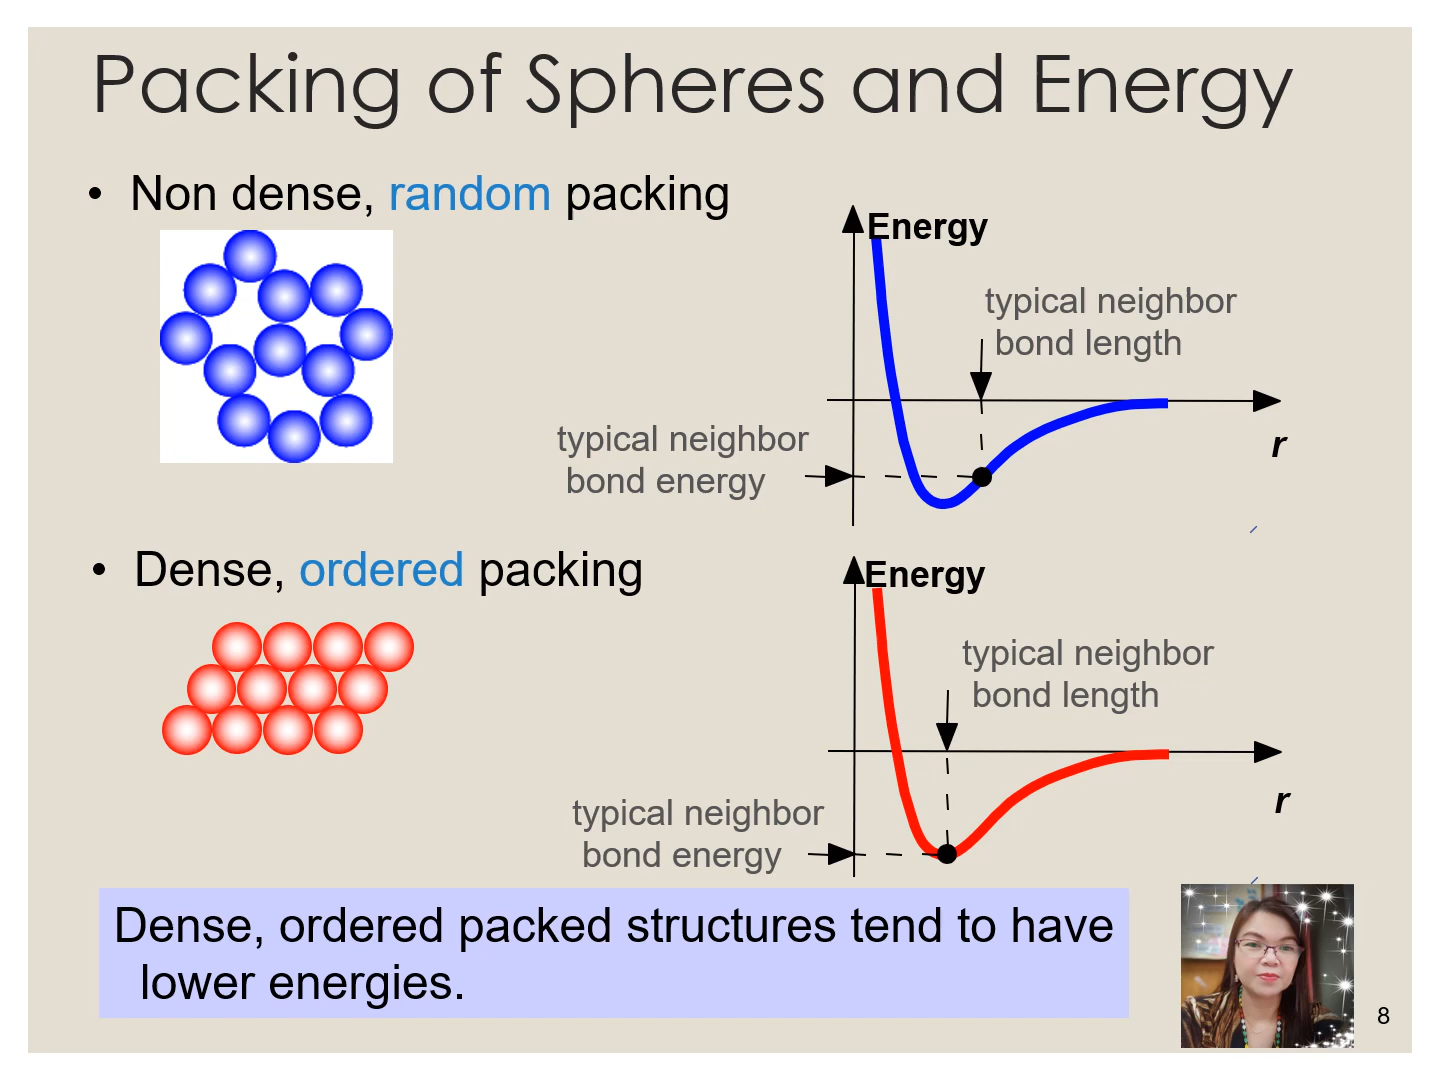 Packing of Spheres and Energy
• Non dense, random packing
Energy
typical neighbor
bond length
typical neighbor
bond energy
r
• Dense, ordered packing
Energy
typical neighbor
bond length
r
typical neighbor
bond energy
Dense, ordered packed structures tend to have
lower energies.
8